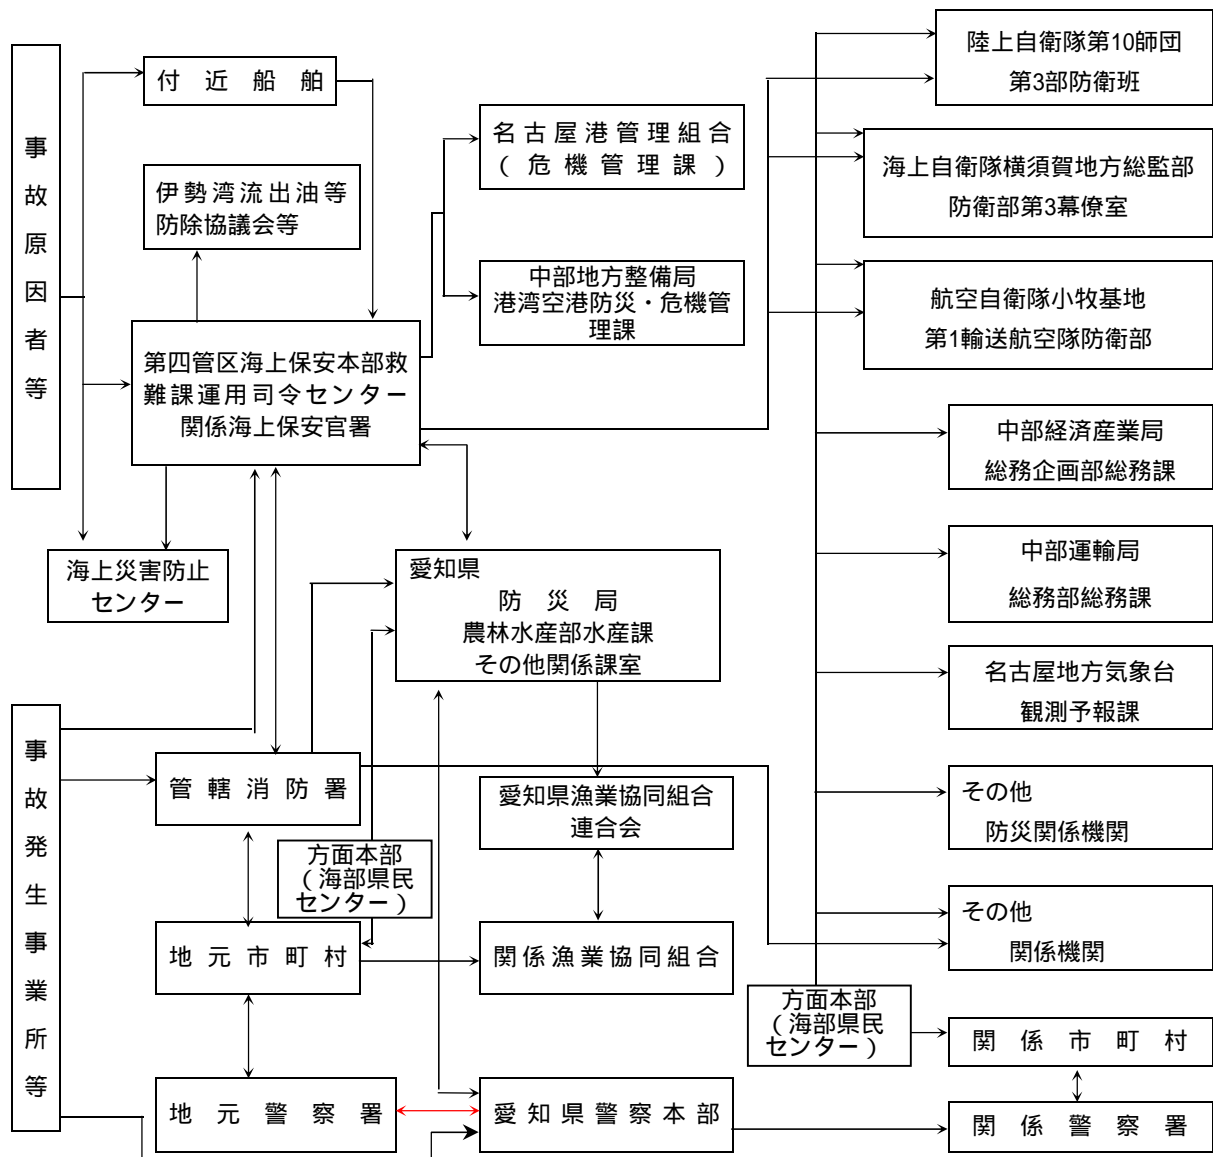 事故原因者等
付近船舶
伊勢湾流出油等
防除協議会等
第四管区海上保安本部救
難課運用司令センター
関係海上保安官署
海上災害防止
センター
名古屋港管理組合
(危機管理課)
中部地方整備局
港湾空港防災・危機管
理課
愛知県
防災局
農林水産部水産課
その他関係課室
事故発生事業所等
管轄消防署
方面本部
(海部県民
センター)
地元市町村
地元警察署
愛知県漁業協同組合
連合会
関係漁業協同組合
愛知県警察本部
陸上自衛隊第10師団
第3部防衛班
海上自衛隊横須賀地方総監部
防衛部第3幕僚室
航空自衛隊小牧基地
第1輸送航空隊防衛部
中部経済産業局
総務企画部総務課
中部運輸局
総務部総務課
名古屋地方気象台
観測予報課
その他
防災関係機関
その他
関係機関
方面本部
(海部県民
センター)
関係市町村
関係警察署